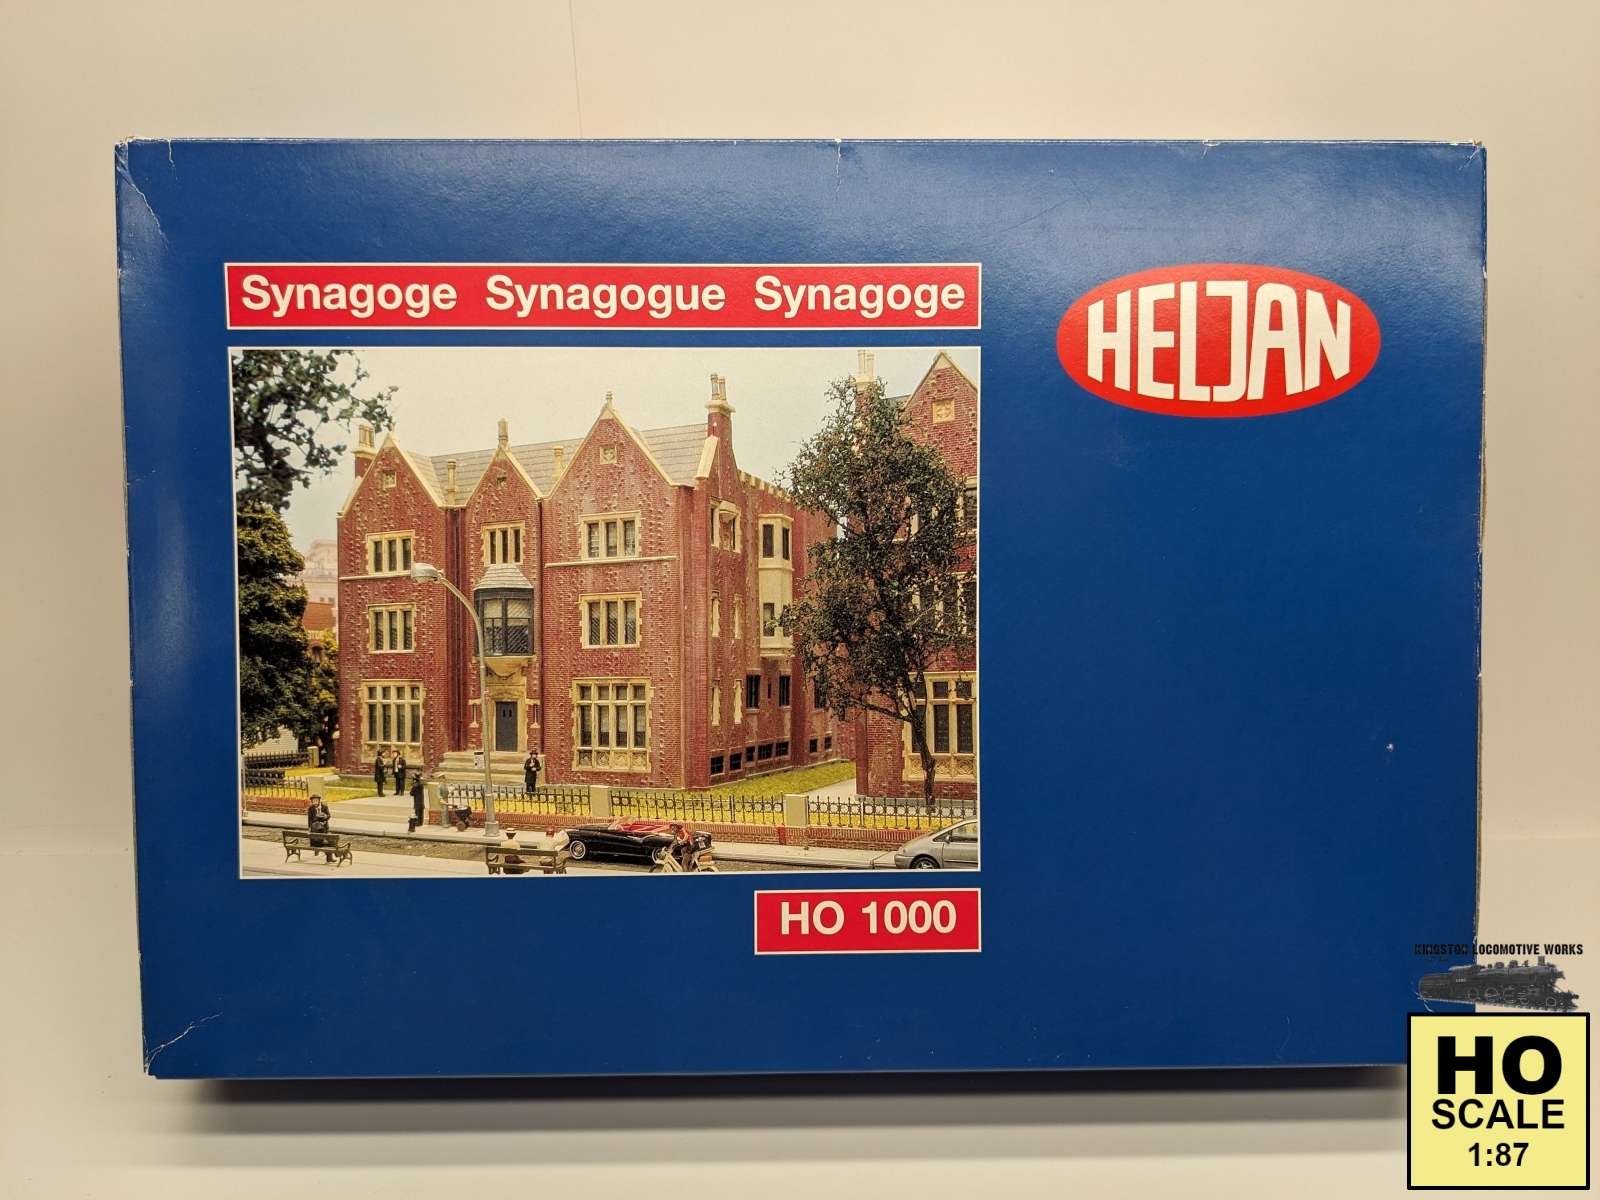 Synagoge Synagogue Synagoge
HELJAN
HO 1000
KINGSTON LOCOMOTIVE WORKS
HO
SCALE
1:87